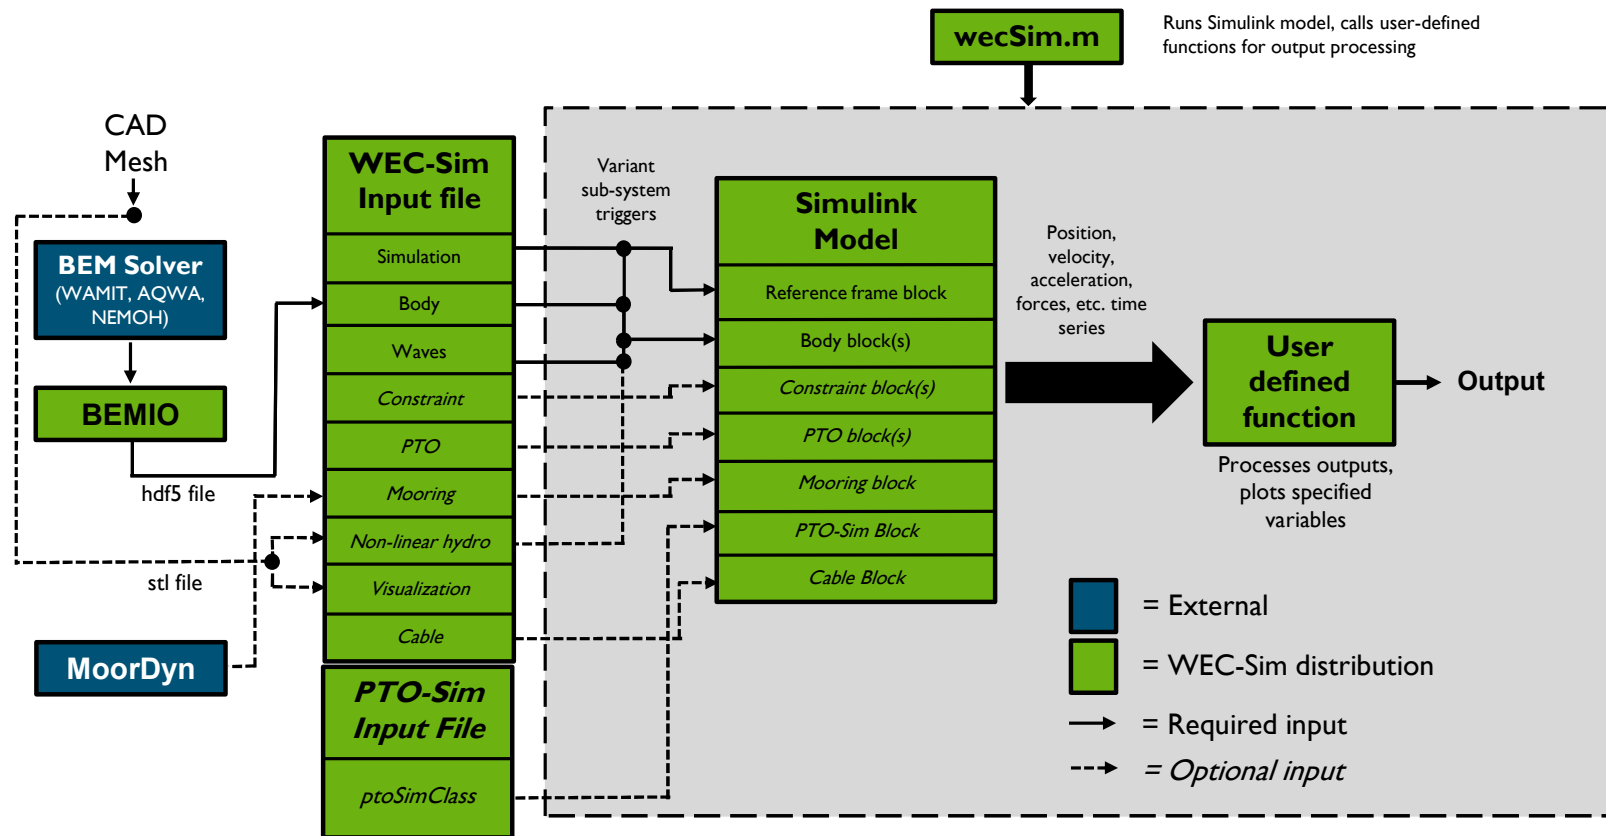 wecSim.m
Runs Simulink model, calls user-defined
functions for output processing
CAD
Mesh
BEM Solver
(WAMIT, AQWA,
NEMOH)
BEMIO
hdf5 file
stl file
MoorDyn
WEC-Sim
Input file
Simulation
Body
Waves
Constraint
PTO
Mooring
Non-linear hydro
Visualization
Cable
PTO-Sim
Input File
ptoSimClass
Variant
sub-system
triggers
Simulink
Model
Reference frame block
Body block(s)
Constraint block(s)
PTO block(s)
Mooring block
PTO-Sim Block
Cable Block
Position,
velocity,
acceleration,
forces, etc. time
series
User
defined
function
Output
Processes outputs,
plots specified
variables
= External
= WEC-Sim distribution
= Required input
= Optional input